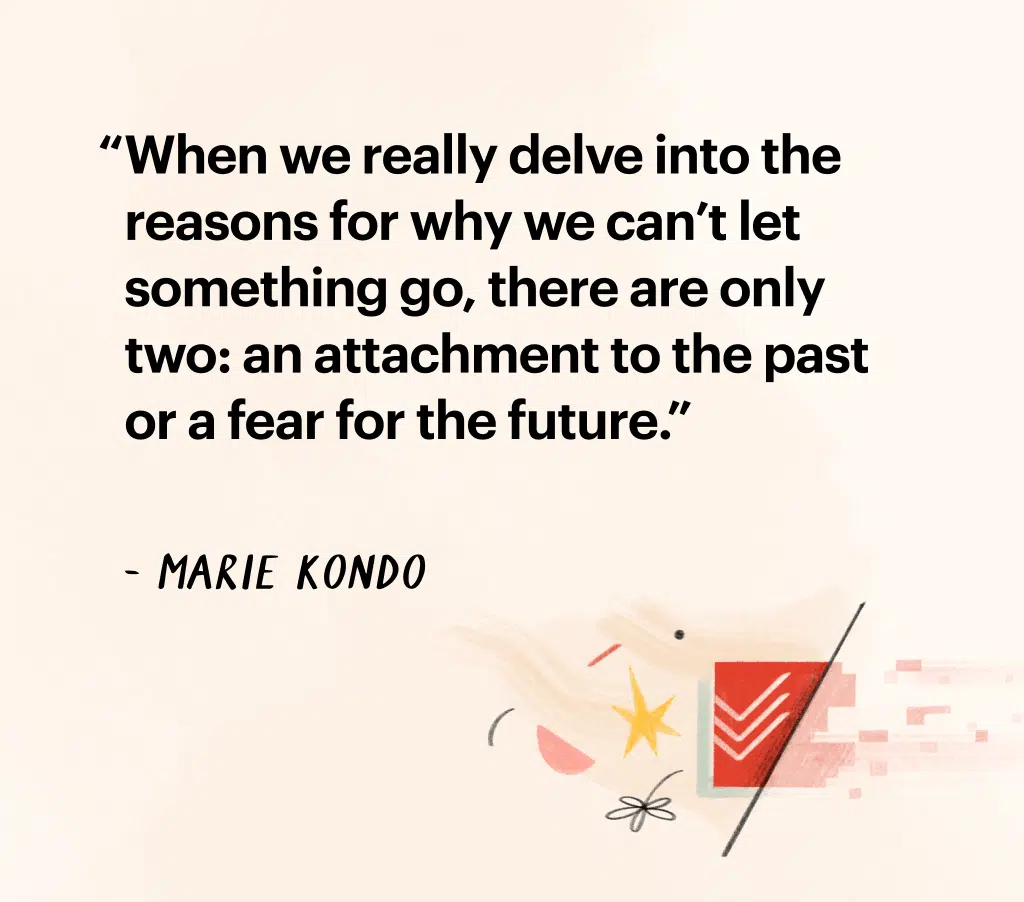 “When we really delve into the
reasons for why we can’t let
something go, there are only
two: an attachment to the past
or a fear for the future.”
- MARIE KONDO